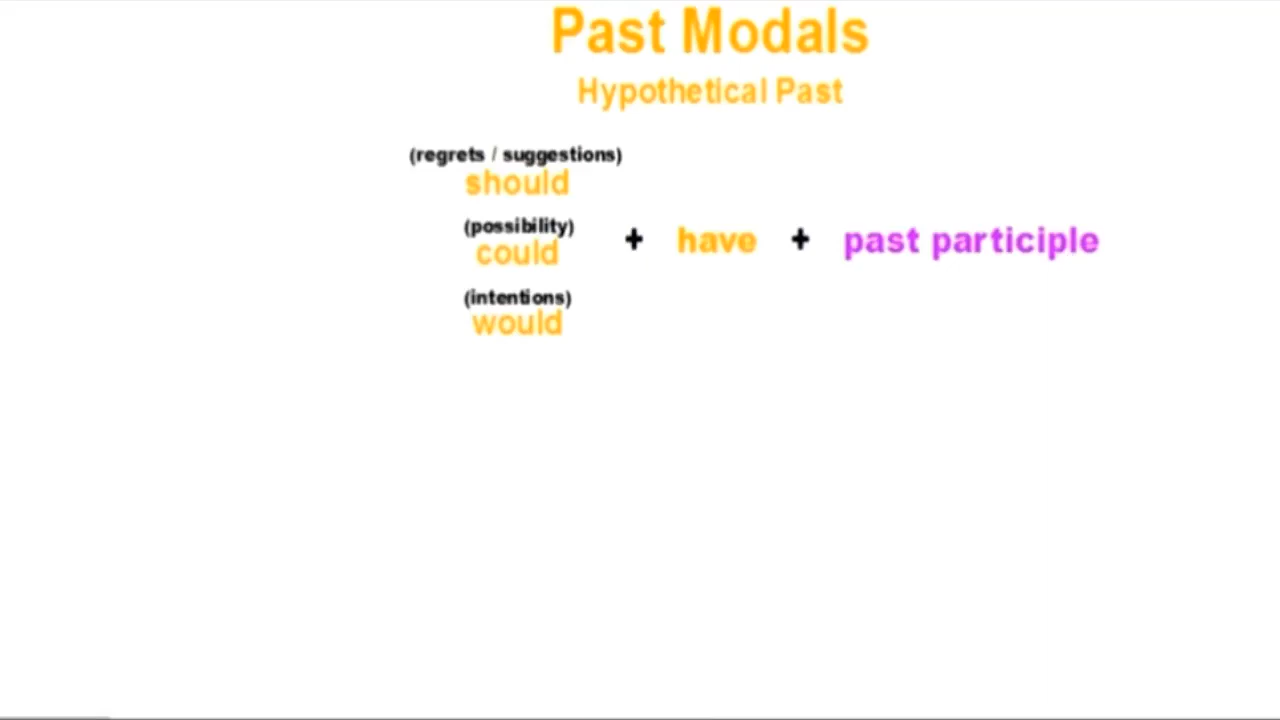 Past Modals
Hypothetical Past
(regrets / suggestions)
should
(possibility)
could + have + past participle
(intentions)
would